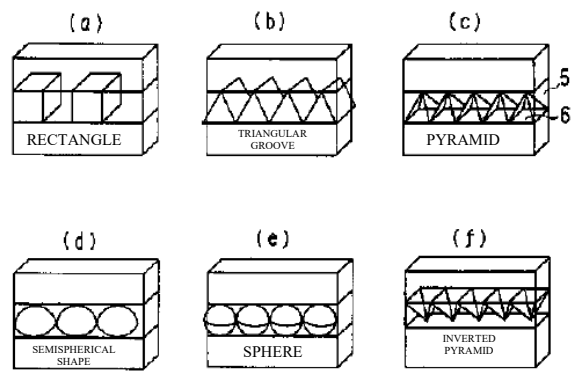 (a)
(b)
(c)
5
6
RECTANGLE
TRIANGULAR
GROOVE
PYRAMID
(d)
(e)
(f)
SEMISPHERICAL
SHAPE
SPHERE
INVERTED
PYRAMID